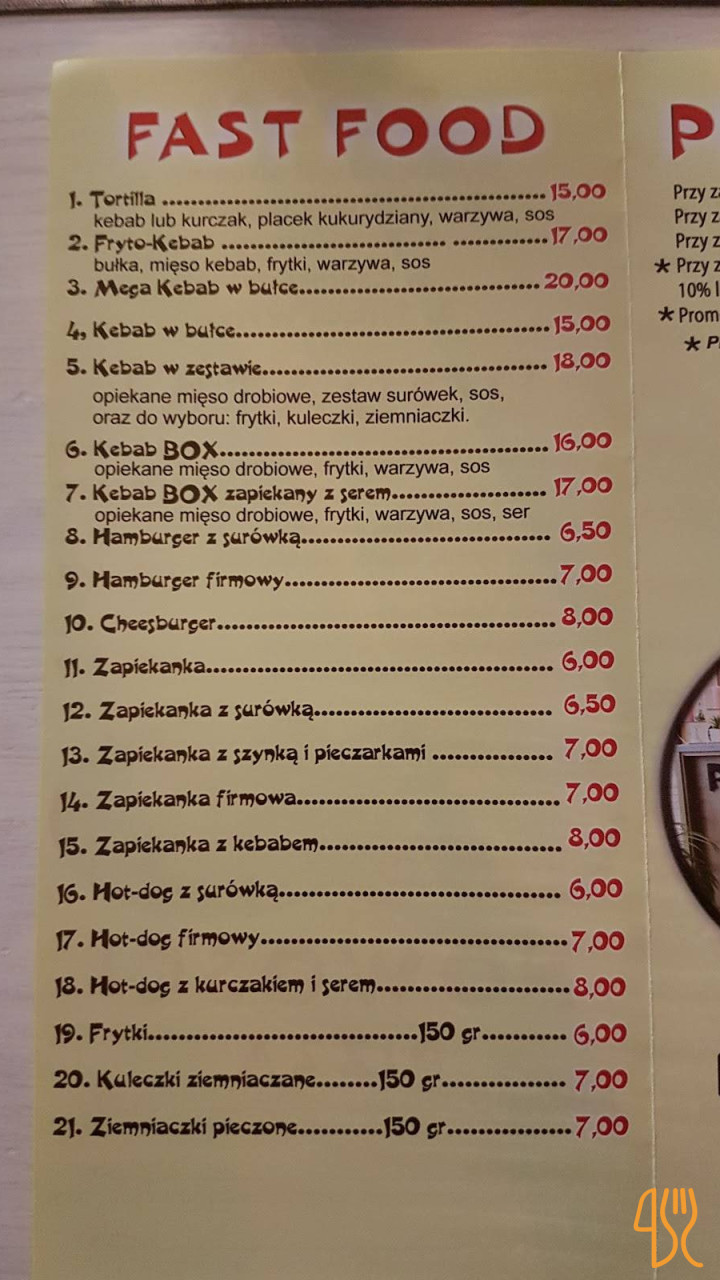 FAST FOOD
1. Tortilla ........................................................ 15,00
kebab lub kurczak, placek kukurydziany, warzywa, sos
2. Fryto-Kebab ................................ .............17,00
bułka, mięso kebab, frytki, warzywa, sos
3. Mega Kebab w bułce.................................. 20,00
4, Kebab w bułce.............................................15,00
5. Kebab w zestawie........................................ 18,00
opiekane mięso drobiowe, zestaw surówek, sos,
oraz do wyboru: frytki, kuleczki, ziemniaczki.
6. Kebab BOX............................................... 16,00
opiekane mięso drobiowe, frytki, warzywa, sos
7. Kebab BOX zapiekany z serem...................... 17,00
opiekane mięso drobiowe, frytki, warzywa, sos, ser
8. Hamburger z surówką................................... 6,50
9. Hamburger firmowy.......................................7,00
10. Cheesburger................................................ 8,00
11. Zapiekanka.................................................. 6,00
12. Zapiekanka z surówką.................................. 6,50
13. Zapiekanka z szynką i pieczarkami ................. 7,00
14. Zapiekanka firmowa.....................................7,00
15. Zapiekanka z kebabem.................................. 8,00
16. Hot-dog z surówką....................................... 6,00
17. Hot-dog firmowy...........................................7,00
18. Hot-dog z kurczakiem i serem...........................8,00
19. Frytki......................................150 gr............ 6,00
20. Kuleczki ziemniaczane.........150 gr................. 7,00
21. Ziemniaczki pieczone............150 gr..................7,00
P
Przy
Przy
Przy
* Przy
10%
* Prom
*